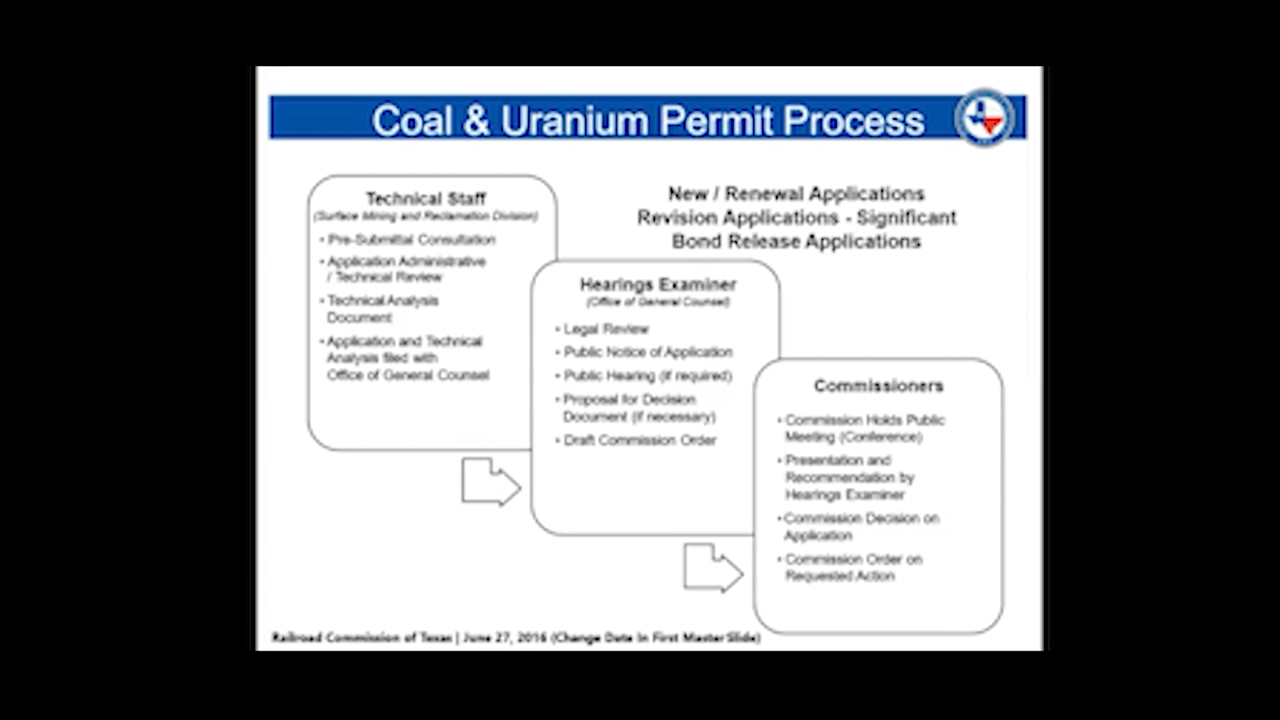 Coal & Uranium Permit Process
Technical Staff
(Surface Mining and Reclamation Division)
• Pre-Submittal Consultation
• Application Administrative
/ Technical Review
• Technical Analysis
Document
• Application and Technical
Analysis filed with
Office of General Counsel
New / Renewal Applications
Revision Applications - Significant
Bond Release Applications
Hearings Examiner
(Office of General Counsel)
• Legal Review
• Public Notice of Application
• Public Hearing (if required)
• Proposal for Decision
Document (if necessary)
• Draft Commission Order
Commissioners
• Commission Holds Public
Meeting (Conference)
• Presentation and
Recommendation by
Hearings Examiner
• Commission Decision on
Application
• Commission Order on
Requested Action
Railroad Commission of Texas | June 27, 2016 (Change Date In First Master Slide)